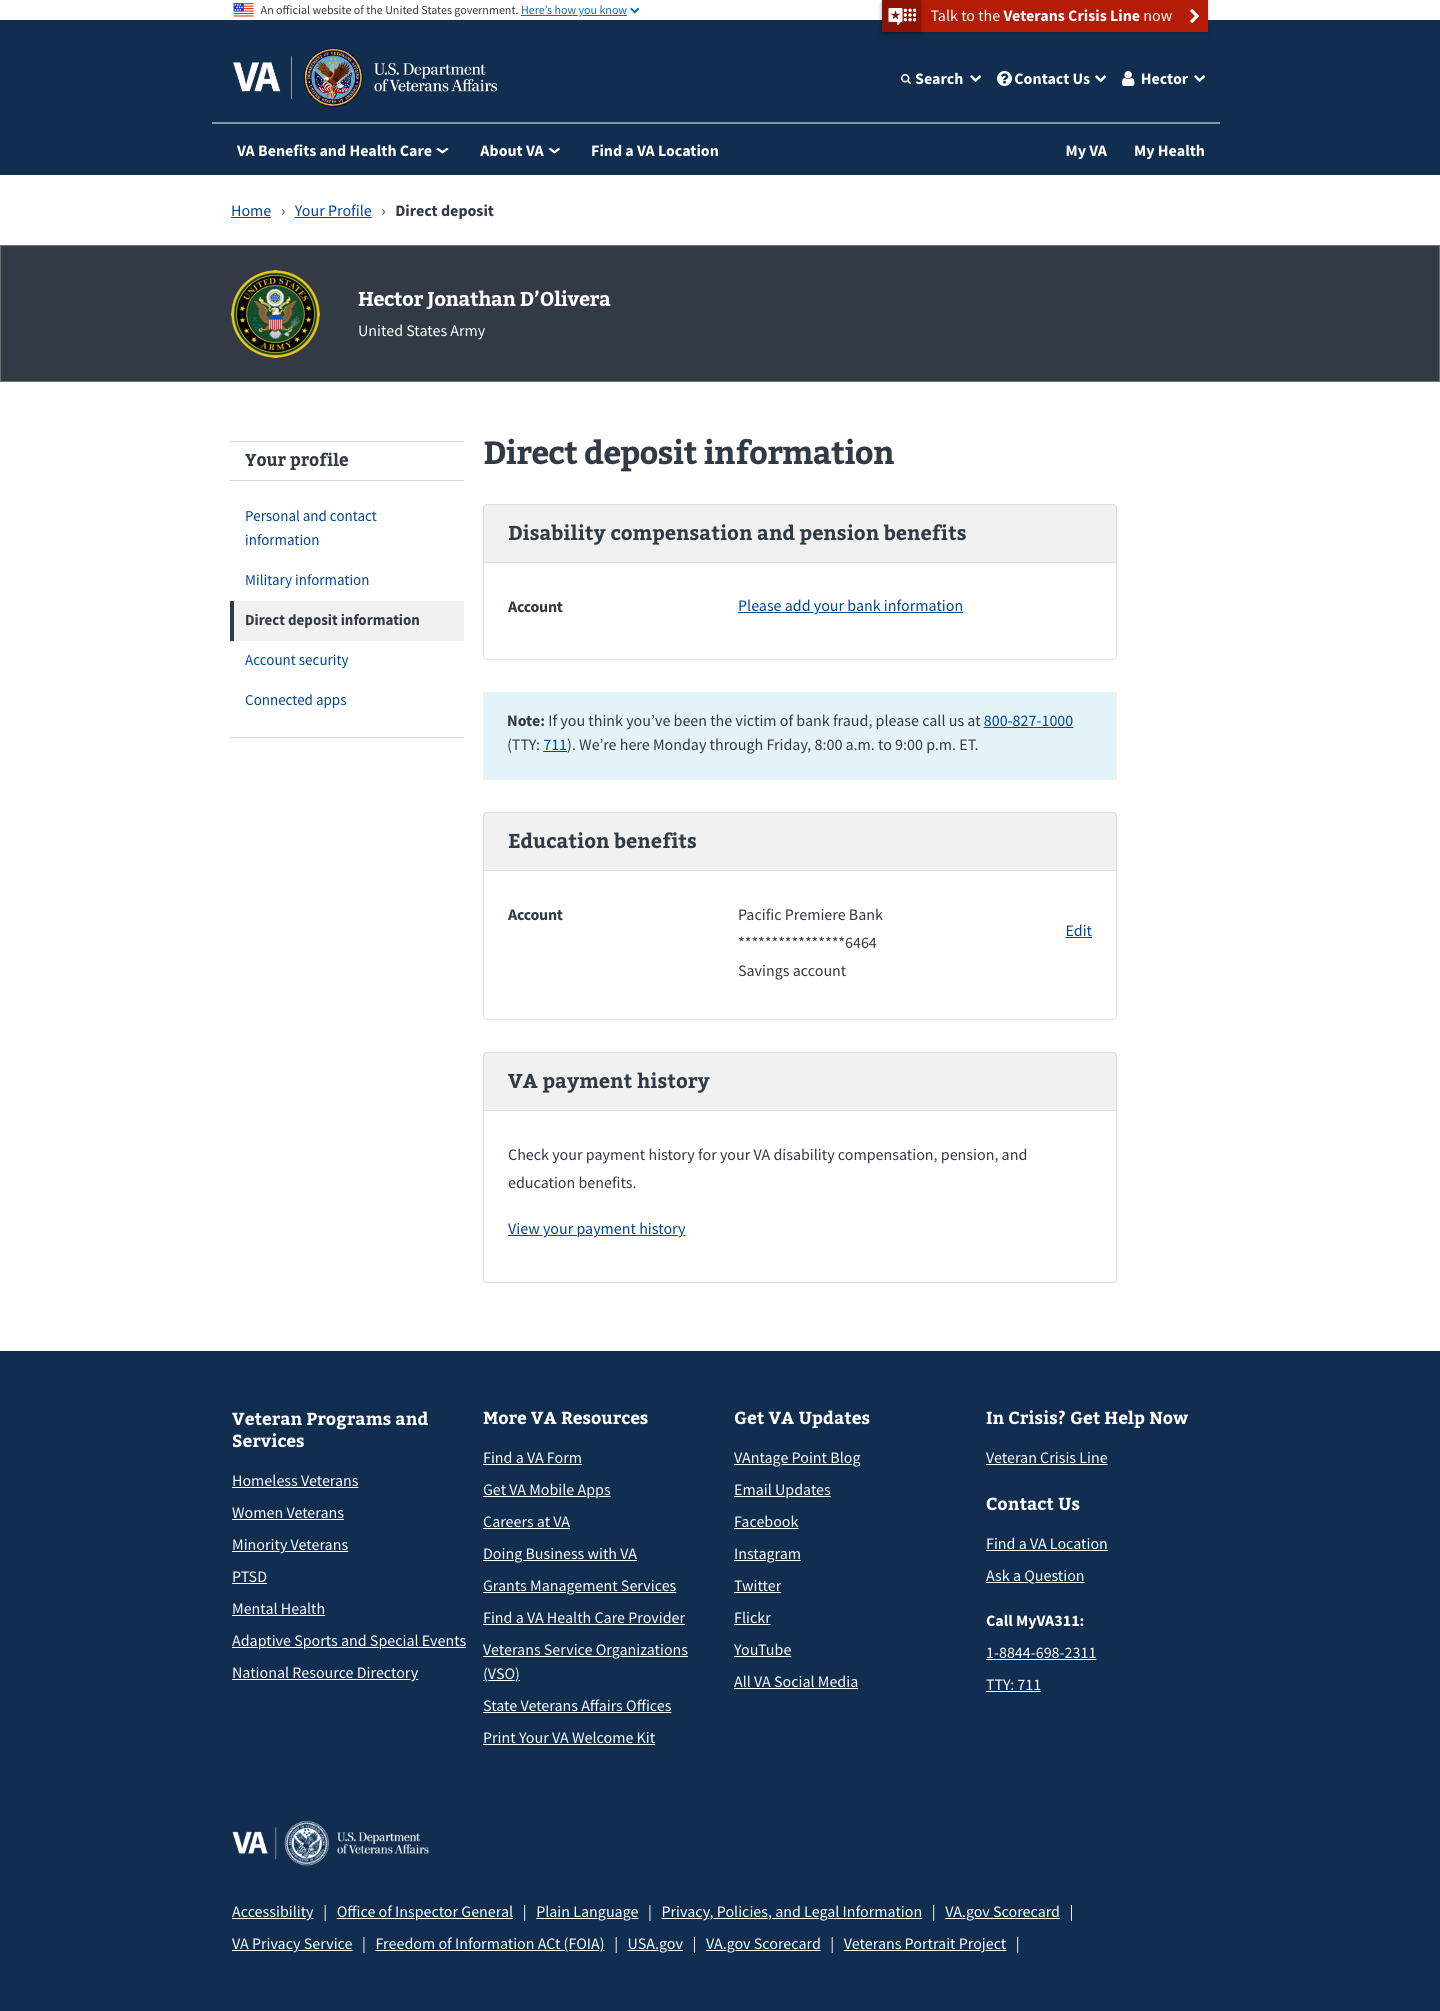 An official website of the United States government. Here's how you know
Talk to the Veterans Crisis Line now
VA
U.S. Department
of Veterans Affairs
Search
Contact Us
Hector
VA Benefits and Health Care
About VA
Find a VA Location
My VA
My Health
Home › Your Profile › Direct deposit
UNITED STATES
ARMY
Hector Jonathan D’Olivera
United States Army
Your profile
Personal and contact
information
Military information
Direct deposit information
Account security
Connected apps
Direct deposit information
Disability compensation and pension benefits
Account
Please add your bank information
Note: If you think you’ve been the victim of bank fraud, please call us at 800-827-1000
(TTY: 711). We’re here Monday through Friday, 8:00 a.m. to 9:00 p.m. ET.
Education benefits
Account
Pacific Premiere Bank
****************6464
Savings account
Edit
VA payment history
Check your payment history for your VA disability compensation, pension, and
education benefits.
View your payment history
Veteran Programs and
Services
Homeless Veterans
Women Veterans
Minority Veterans
PTSD
Mental Health
Adaptive Sports and Special Events
National Resource Directory
More VA Resources
Find a VA Form
Get VA Mobile Apps
Careers at VA
Doing Business with VA
Grants Management Services
Find a VA Health Care Provider
Veterans Service Organizations
(VSO)
State Veterans Affairs Offices
Print Your VA Welcome Kit
Get VA Updates
VAntage Point Blog
Email Updates
Facebook
Instagram
Twitter
Flickr
YouTube
All VA Social Media
In Crisis? Get Help Now
Veteran Crisis Line
Contact Us
Find a VA Location
Ask a Question
Call MyVA311:
1-8844-698-2311
TTY: 711
VA
U.S. Department
of Veterans Affairs
Accessibility | Office of Inspector General | Plain Language | Privacy, Policies, and Legal Information | VA.gov Scorecard |
VA Privacy Service | Freedom of Information ACt (FOIA) | USA.gov | VA.gov Scorecard | Veterans Portrait Project |